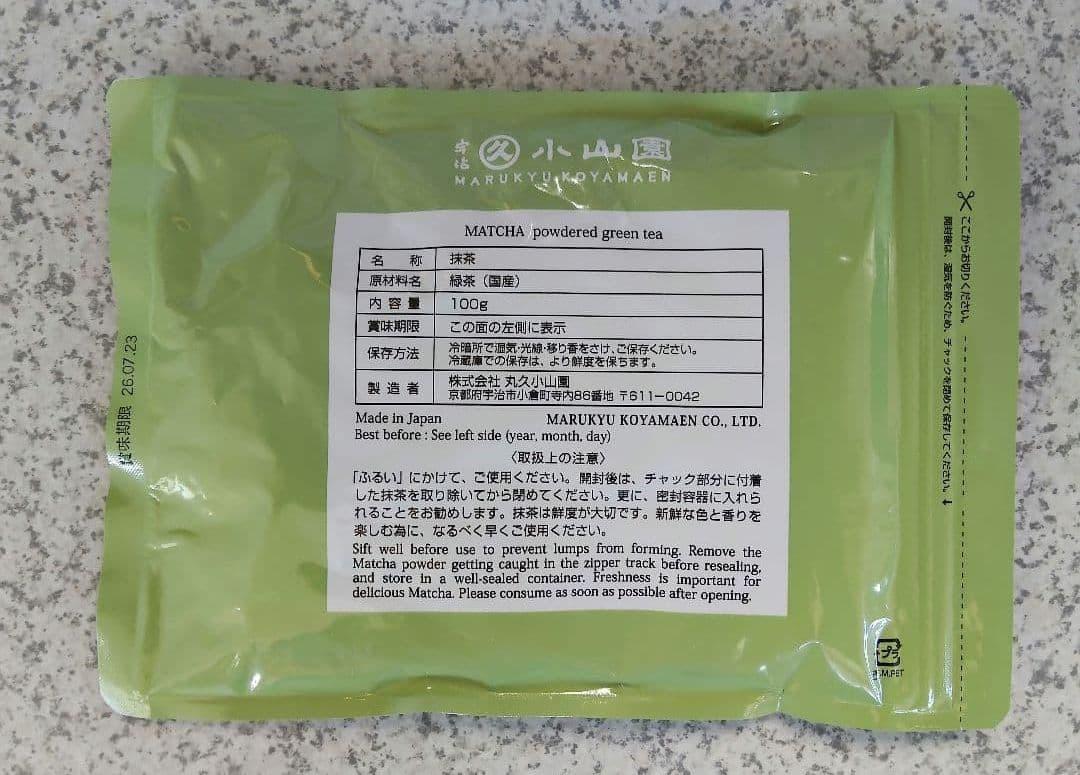 宇治 久 小山園
MARUKYU KOYAMAEN
MATCHA powdered green tea
名 称 抹茶
原材料名 緑茶（国産）
内容量 100g
賞味期限 この面の左側に表示
保存方法 冷暗所で湿気・光線・移り香をさけ、ご保存ください。
冷蔵庫での保存は、より鮮度を保ちます。
製造者 株式会社 丸久小山園
京都府宇治市小倉町寺内86番地 〒611-0042
Made in Japan MARUKYU KOYAMAEN CO., LTD.
Best before : See left side (year, month, day)
〈取扱上の注意〉
「ふるい」にかけて、ご使用ください。開封後は、チャック部分に付着
した抹茶を取り除いてから閉めてください。更に、密封容器に入れら
れることをお勧めします。抹茶は鮮度が大切です。新鮮な色と香りを
楽しむ為に、なるべく早くご使用ください。
Sift well before use to prevent lumps from forming. Remove the
Matcha powder getting caught in the zipper track before resealing,
and store in a well-sealed container. Freshness is important for
delicious Matcha. Please consume as soon as possible after opening.
賞味期限 26.07.23
ここからお切りください。
開封後は、湿気を防ぐため、チャックを閉めて保存してください。↓
プラ
M.PET